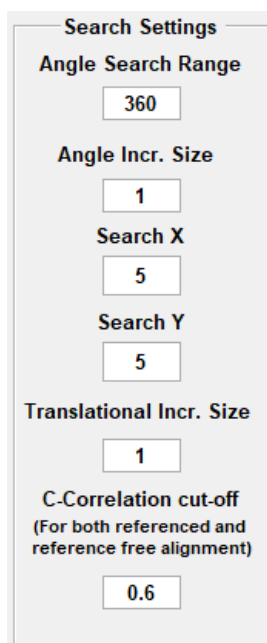 Search Settings
Angle Search Range
360
Angle Incr. Size
1
Search X
5
Search Y
5
Translational Incr. Size
1
C-Correlation cut-off
(For both referenced and
reference free alignment)
0.6